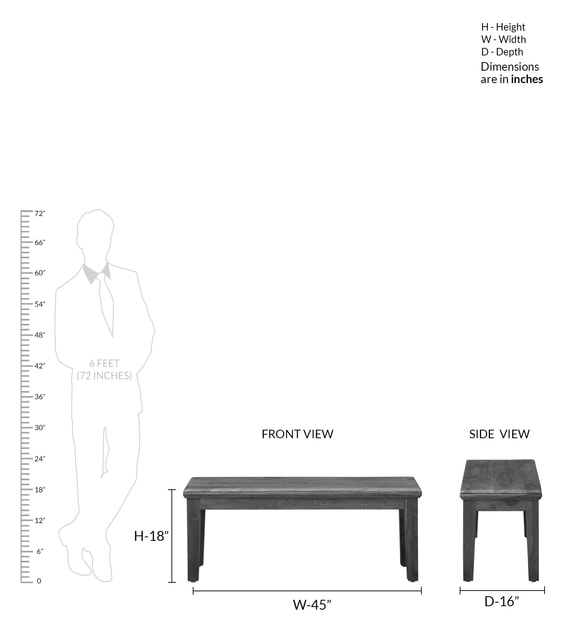 H - Height
W - Width
D - Depth
Dimensions
are in inches
72"
66"
60"
54"
48"
6 FEET
42"
(72 INCHES)
36"
30"
FRONT VIEW
SIDE VIEW
24"
18"
12"
H-18”
6"
0
W-45”
D-16”